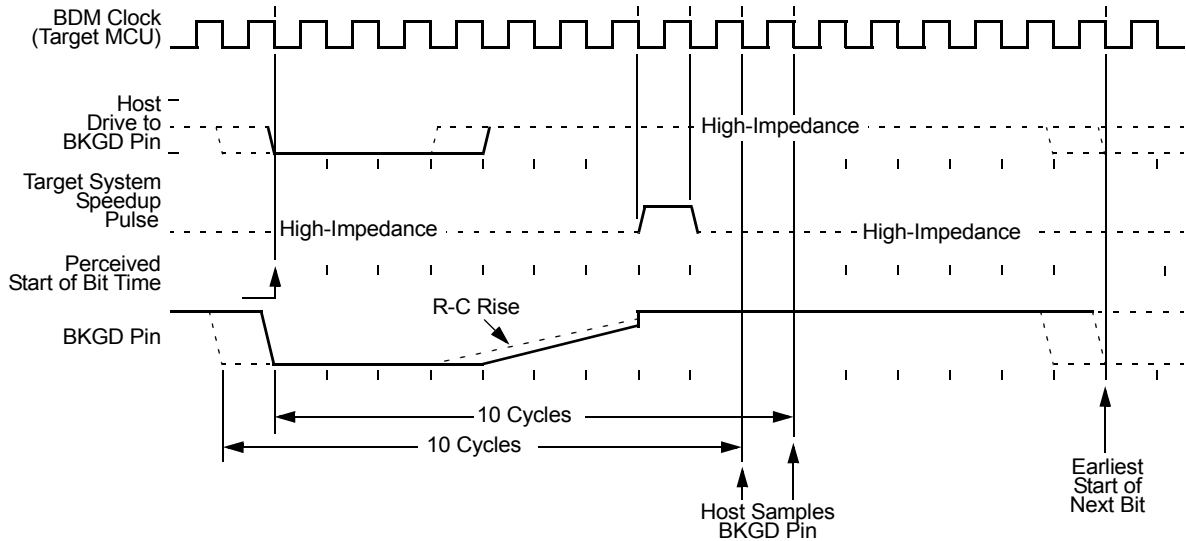 BDM Clock
(Target MCU)
Host
Drive to
BKGD Pin
High-Impedance
Target System
Speedup
Pulse
High-Impedance
High-Impedance
Perceived
Start of Bit Time
R-C Rise
BKGD Pin
10 Cycles
10 Cycles
Host Samples
BKGD Pin
Earliest
Start of
Next Bit